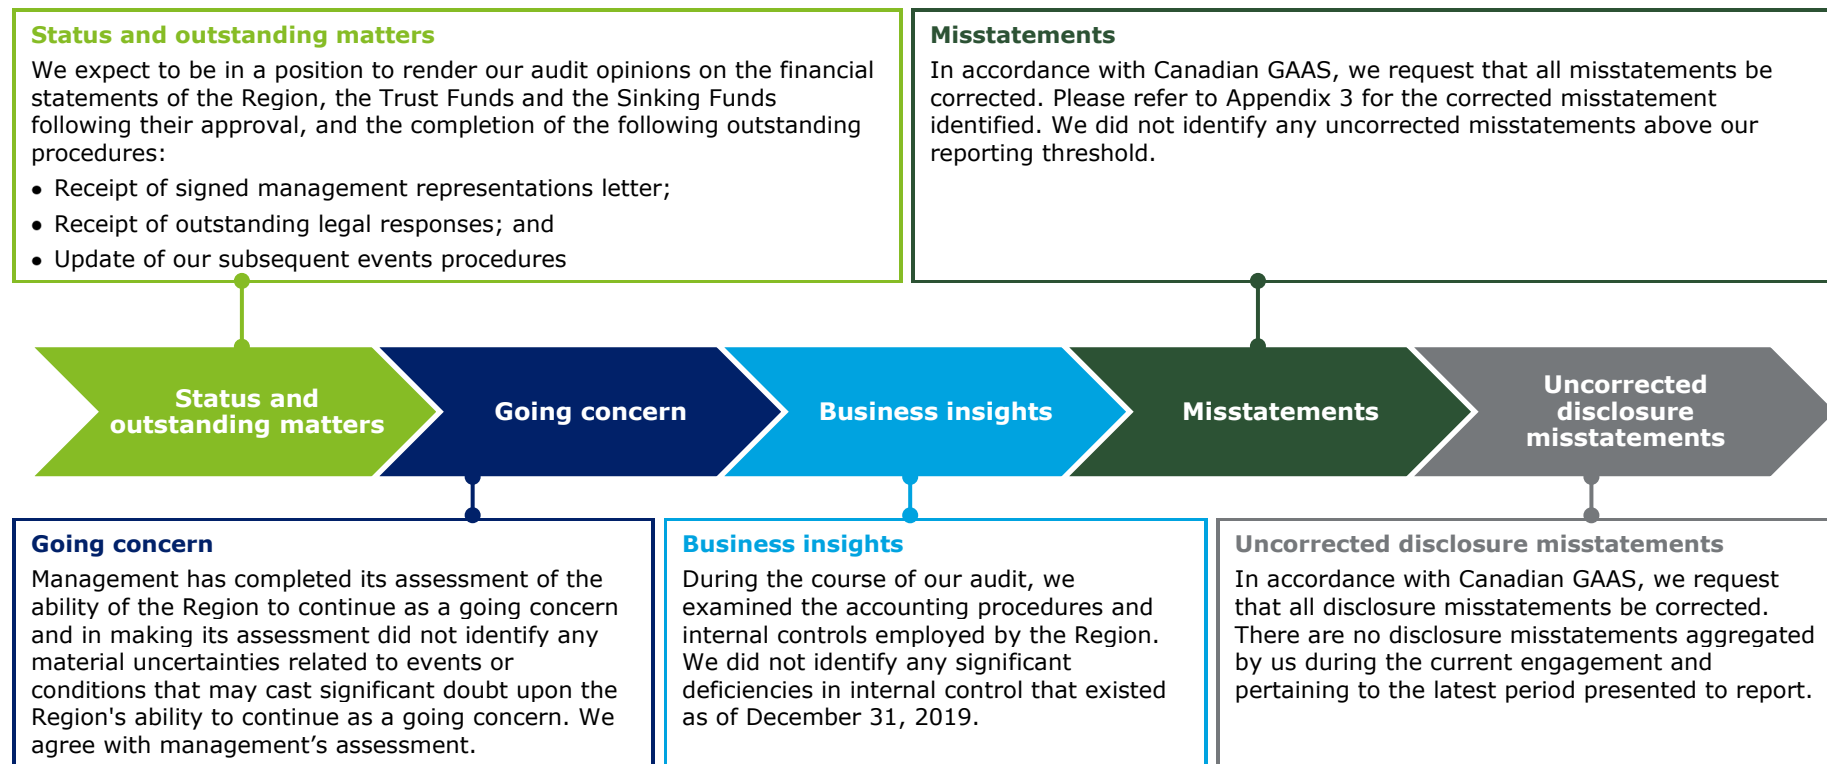 Status and outstanding matters
We expect to be in a position to render our audit opinions on the financial
statements of the Region, the Trust Funds and the Sinking Funds
following their approval, and the completion of the following outstanding
procedures:
• Receipt of signed management representations letter;
• Receipt of outstanding legal responses; and
• Update of our subsequent events procedures
Misstatements
In accordance with Canadian GAAS, we request that all misstatements be
corrected. Please refer to Appendix 3 for the corrected misstatement
identified. We did not identify any uncorrected misstatements above our
reporting threshold.
Status and
outstanding matters
Going concern
Business insights
Misstatements
Uncorrected
disclosure
misstatements
Going concern
Management has completed its assessment of the
ability of the Region to continue as a going concern
and in making its assessment did not identify any
material uncertainties related to events or
conditions that may cast significant doubt upon the
Region's ability to continue as a going concern. We
agree with management’s assessment.
Business insights
During the course of our audit, we
examined the accounting procedures and
internal controls employed by the Region.
We did not identify any significant
deficiencies in internal control that existed
as of December 31, 2019.
Uncorrected disclosure misstatements
In accordance with Canadian GAAS, we request
that all disclosure misstatements be corrected.
There are no disclosure misstatements aggregated
by us during the current engagement and
pertaining to the latest period presented to report.